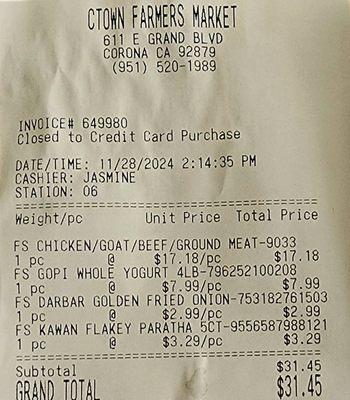 CTOWN FARMERS MARKET
611 E GRAND BLVD
CORONA CA 92879
(951) 520-1989
INVOICE# 649980
Closed to Credit Card Purchase
DATE/TIME: 11/28/2024 2:14:35 PM
CASHIER: JASMINE
STATION: 06
Weight/pc Unit Price Total Price
FS CHICKEN/GOAT/BEEF/GROUND MEAT-9033
1 pc @ $17.18/pc $17.18
FS GOPI WHOLE YOGURT 4LB-796252100208
1 pc @ $7.99/pc $7.99
FS DARBAR GOLDEN FRIED ONION-753182761503
1 pc @ $2.99/pc $2.99
FS KAWAN FLAKEY PARATHA 5CT-9556587988121
1 pc @ $3.29/pc $3.29
Subtotal $31.45
GRAND TOTAL $31.45